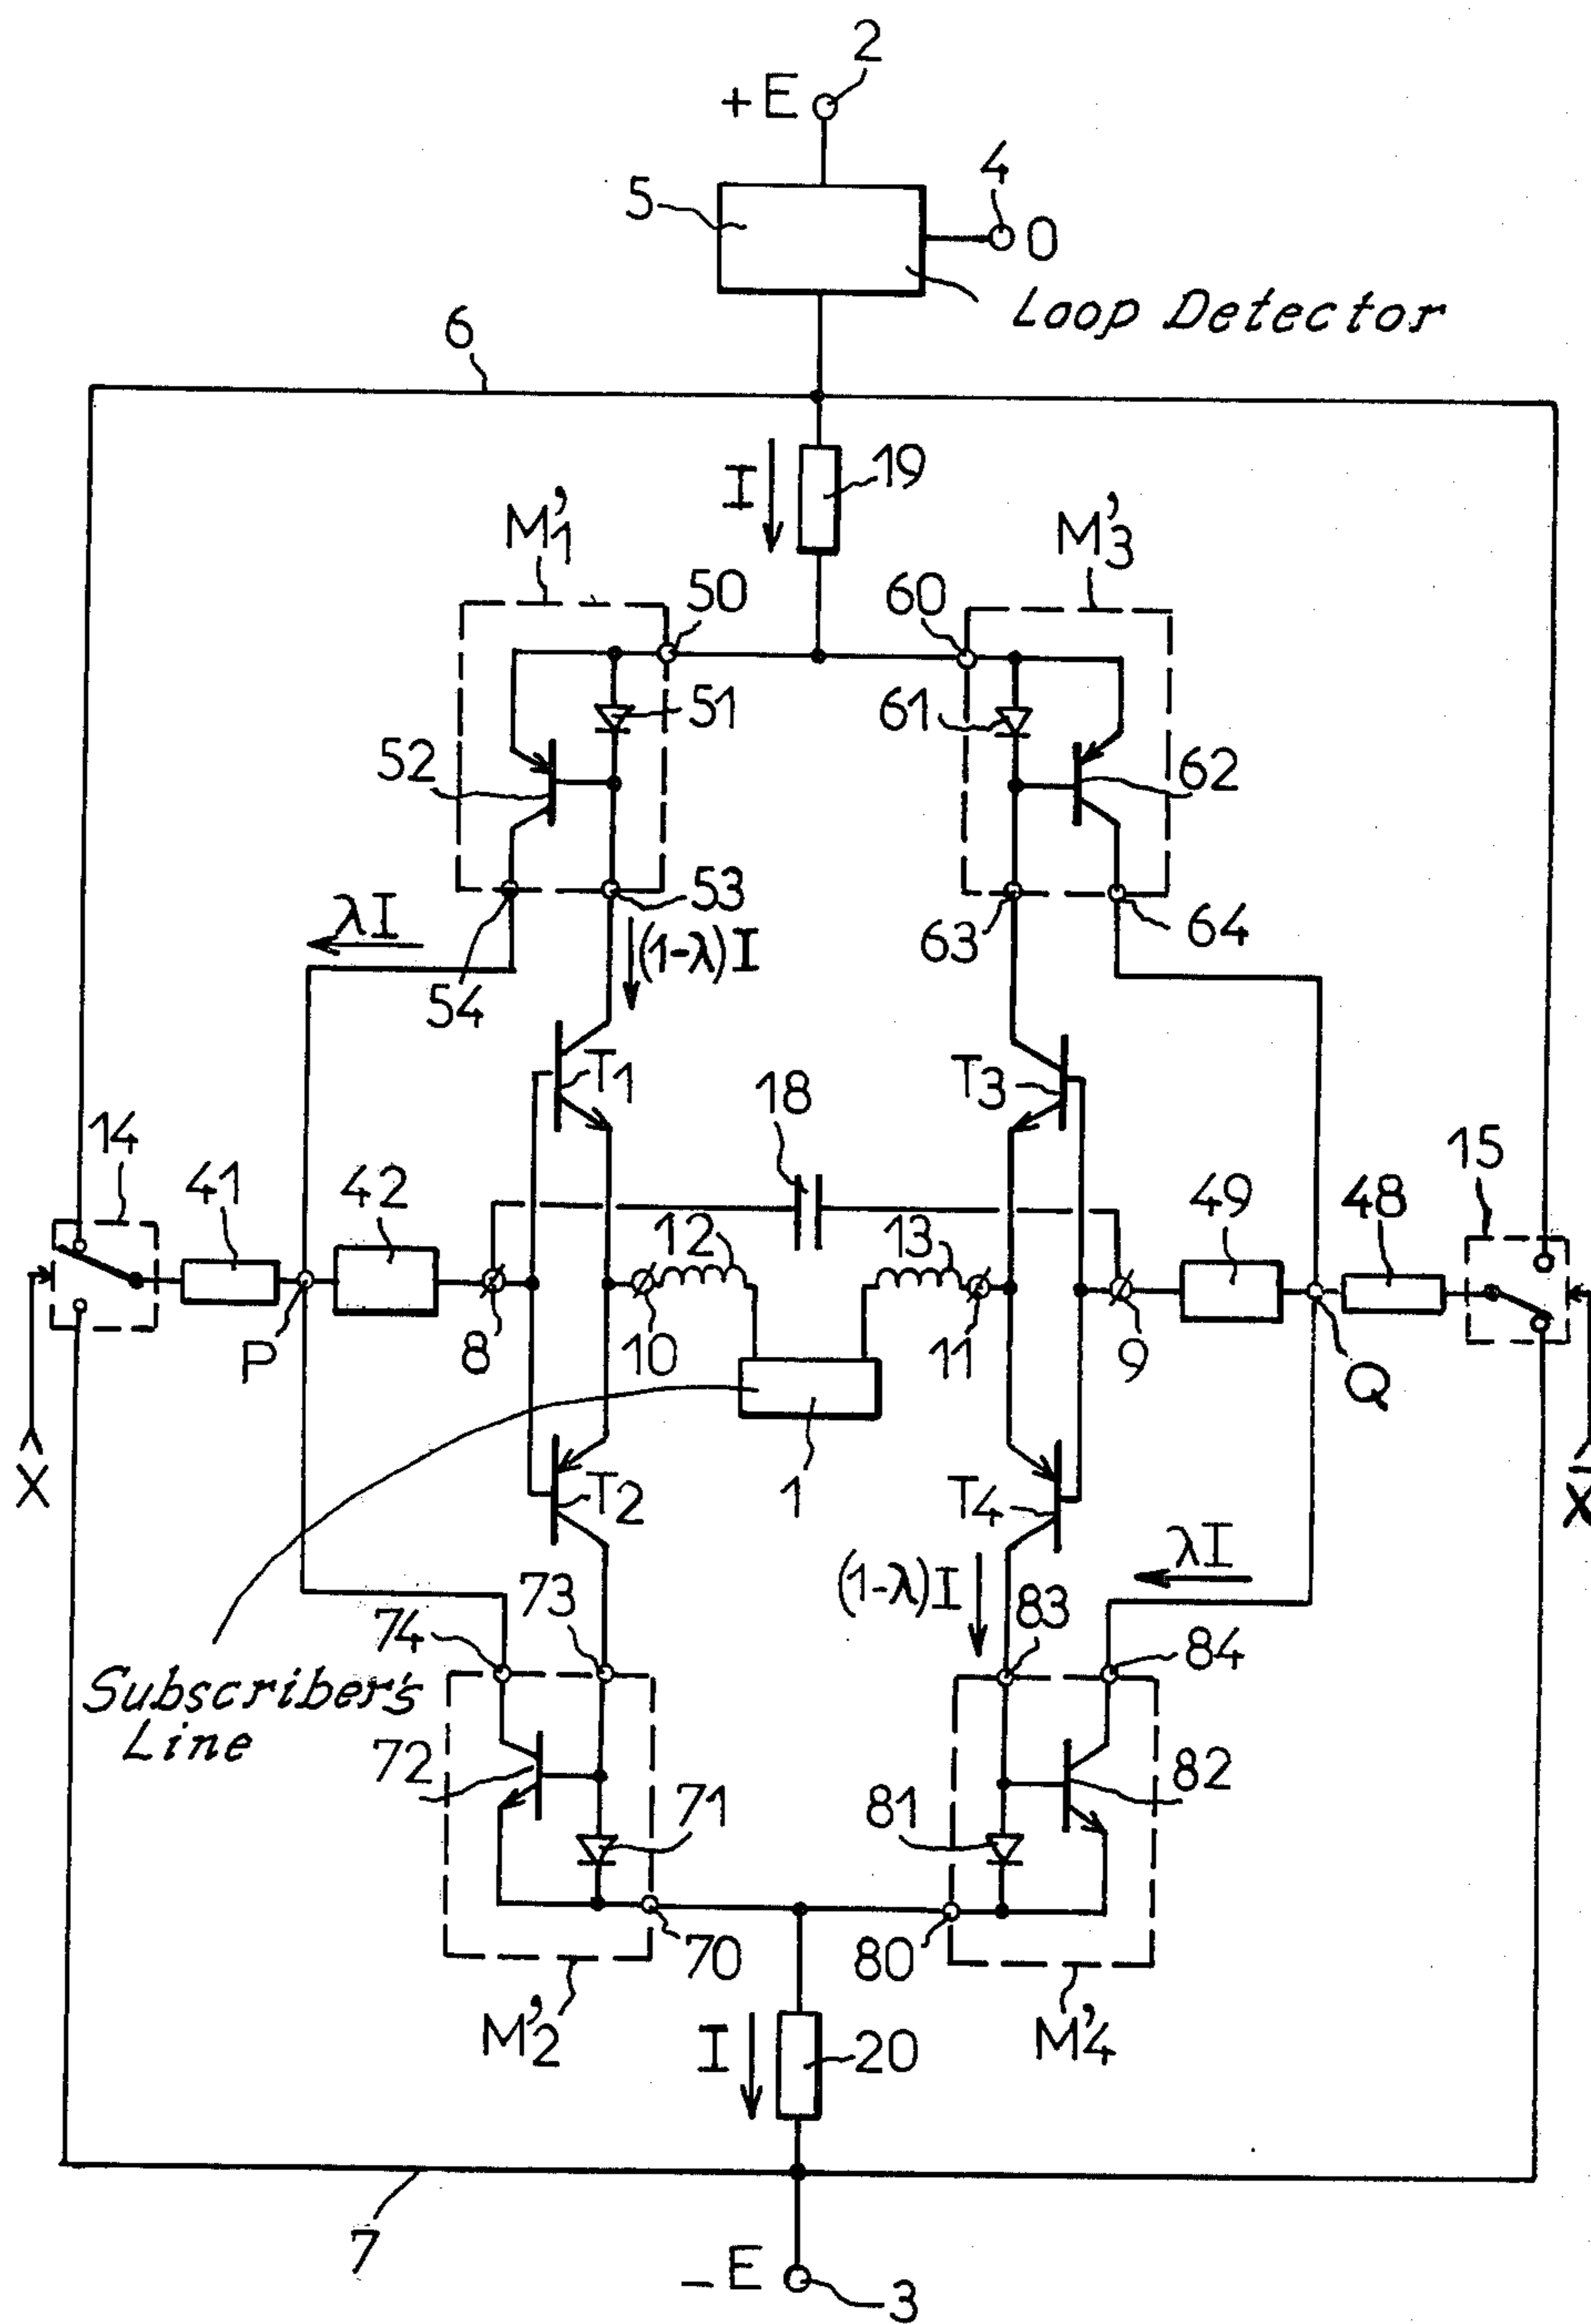 2
+E
4
5
O
Loop Detector
6
I
19
M'1
M'3
50
60
51
61
52
62
λI
53
(1-λ)I
63
64
54
T1
T3
18
14
41
42
12
13
49
48
15
P
8
10
11
9
Q
X
T2
1
T4
X̄
λI
(1-λ)I
73
83
74
84
Subscriber's
Line
72
71
81
82
70
80
M'2
I
20
M'4
7
-E
3